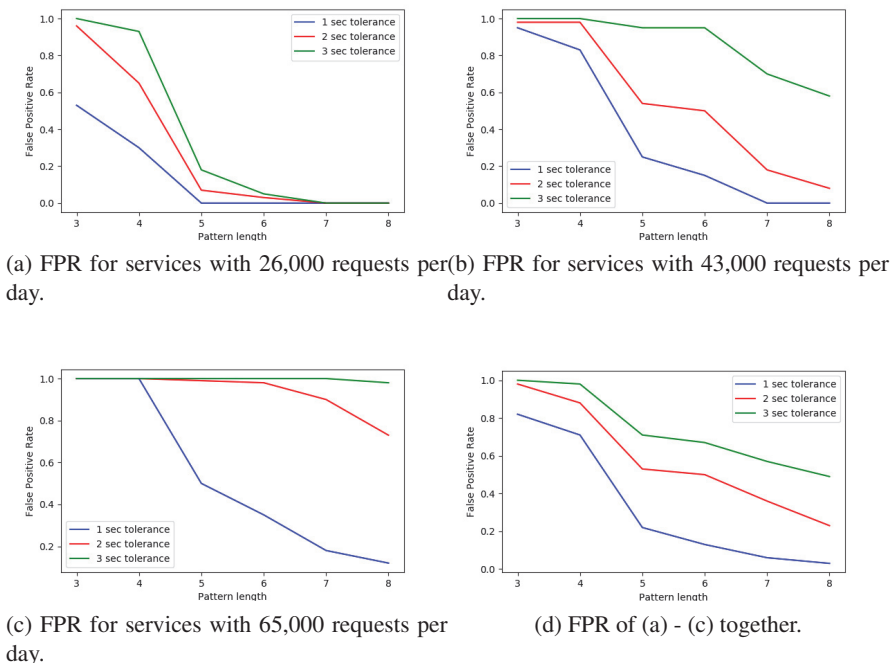 1.0
0.8
0.6
0.4
0.2
0.0
False Positive Rate
1 sec tolerance
2 sec tolerance
3 sec tolerance
3 4 5 6 7 8
Pattern length
(a) FPR for services with 26,000 requests per
day.
1.0
0.8
0.6
0.4
0.2
0.0
False Positive Rate
1 sec tolerance
2 sec tolerance
3 sec tolerance
3 4 5 6 7 8
Pattern length
(b) FPR for services with 43,000 requests per
day.
1.0
0.8
0.6
0.4
0.2
False Positive Rate
1 sec tolerance
2 sec tolerance
3 sec tolerance
3 4 5 6 7 8
Pattern length
(c) FPR for services with 65,000 requests per
day.
1.0
0.8
0.6
0.4
0.2
0.0
False Positive Rate
1 sec tolerance
2 sec tolerance
3 sec tolerance
3 4 5 6 7 8
Pattern length
(d) FPR of (a) - (c) together.